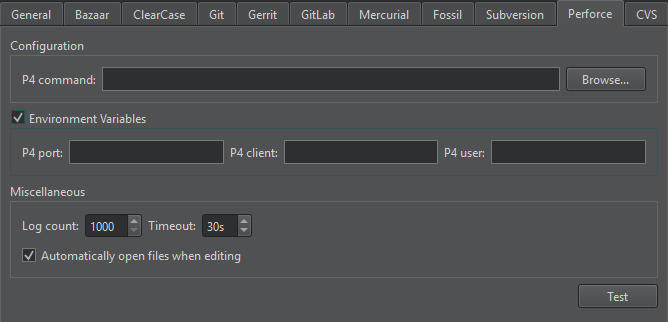 General Bazaar ClearCase Git Gerrit GitLab Mercurial Fossil Subversion Perforce CVS
Configuration
P4 command: Browse...
Environment Variables
P4 port: P4 client: P4 user:
Miscellaneous
Log count: 1000 Timeout: 30s
Automatically open files when editing
Test